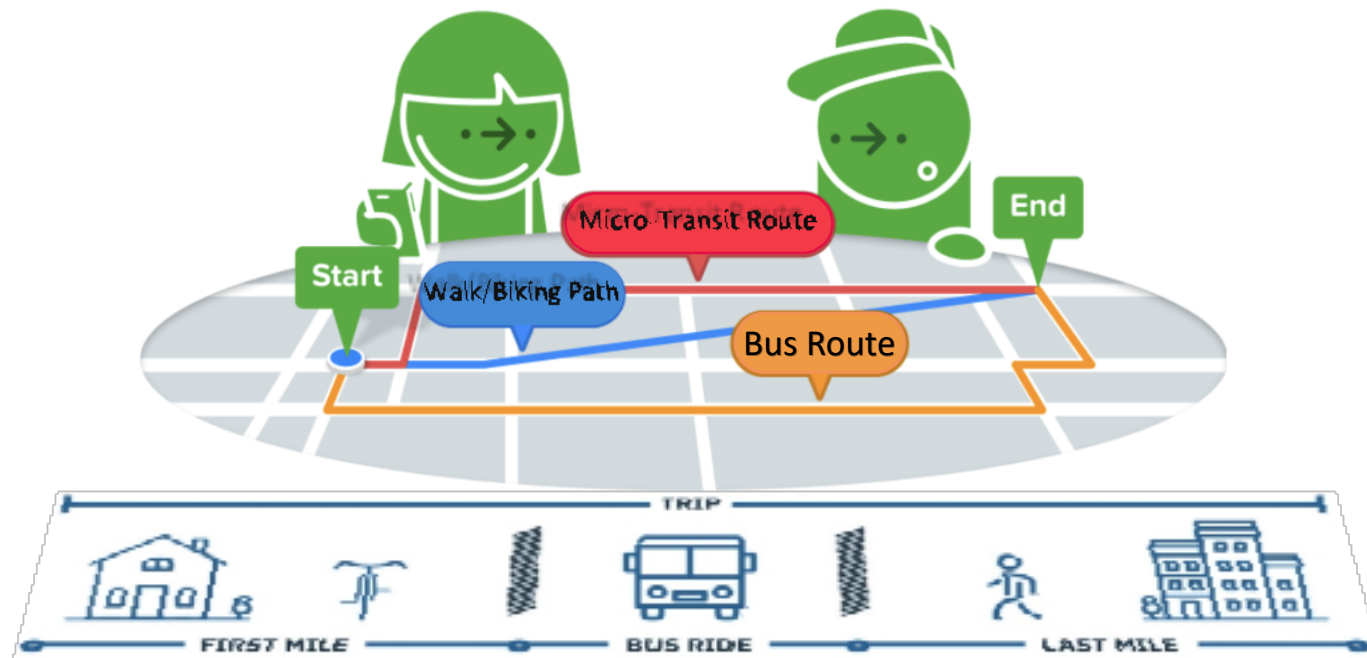 End
Micro-Transit Route
Start
Walk/Biking Path
Bus Route
TRIP
FIRST MILE
BUS RIDE
LAST MILE